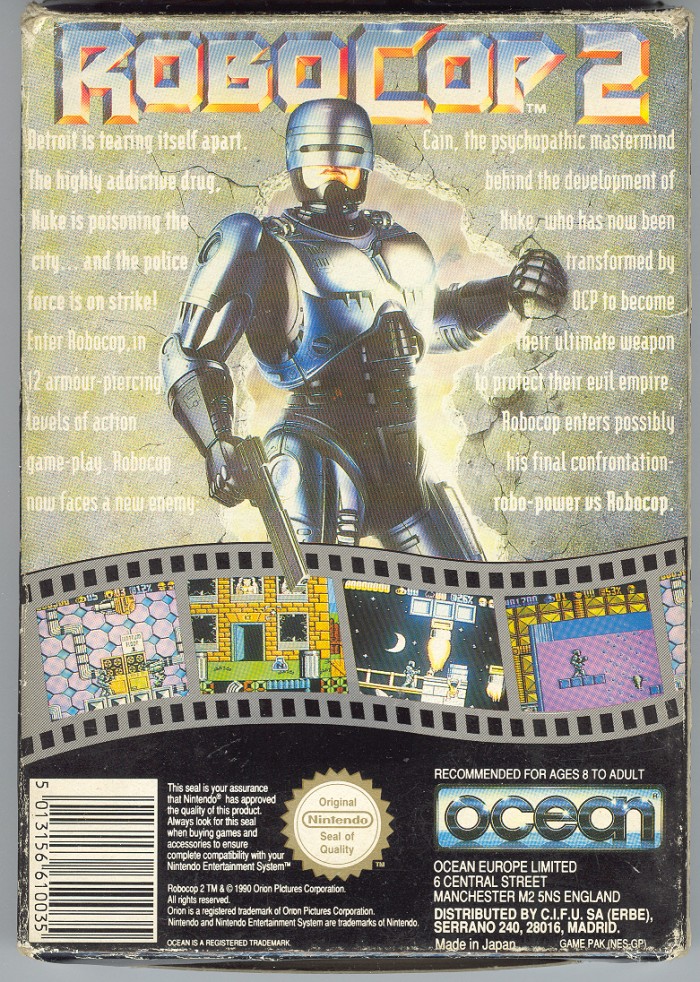 ROBOCOP 2 ™
Detroit is tearing itself apart.
The highly addictive drug,
Nuke is poisoning the
city... and the police
force is on strike!
Enter Robocop,in
12 armour-piercing
levels of action
game-play. Robocop
now faces a new enemy:
Cain, the psychopathic mastermind
behind the development of
Nuke, who has now been
transformed by
OCP to become
their ultimate weapon
to protect their evil empire.
Robocop enters possibly
his final confrontation-
robo-power vs Robocop.
5 013156 610035
This seal is your assurance
that Nintendo® has approved
the quality of this product.
Always look for this seal
when buying games and
accessories to ensure
complete compatibility with your
Nintendo Entertainment System™
Original
Nintendo
Seal of
Quality
TM
Robocop 2 TM & © 1990 Orion Pictures Corporation.
All rights reserved.
Orion is a registered trademark of Orion Pictures Corporation.
Nintendo and Nintendo Entertainment System are trademarks of Nintendo.
OCEAN IS A REGISTERED TRADEMARK
RECOMMENDED FOR AGES 8 TO ADULT
ocean
OCEAN EUROPE LIMITED
6 CENTRAL STREET
MANCHESTER M2 5NS ENGLAND
DISTRIBUTED BY C.I.F.U. SA (ERBE),
SERRANO 240, 28016, MADRID.
Made in Japan
GAME PAK (NES-GP)